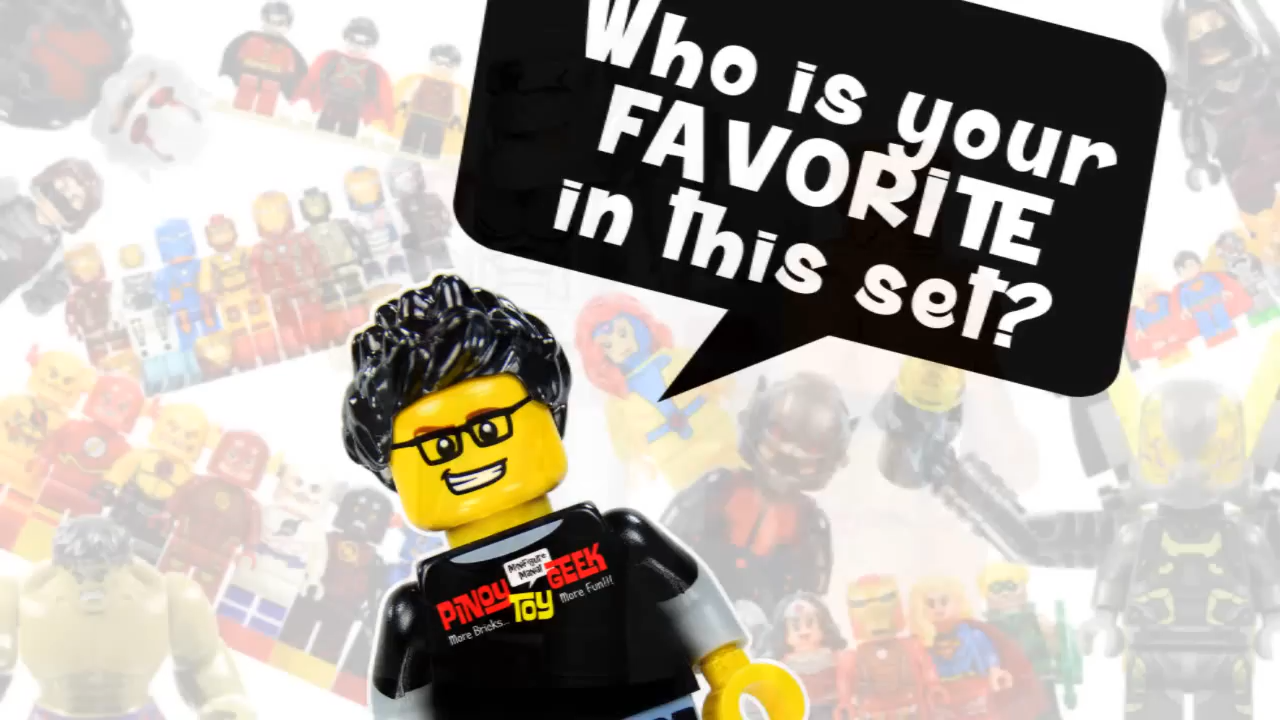 Who is your
FAVORITE
in this set?
Minifigure
Mania!
PiNOY TOY GEEK
More Bricks... More Fun!!!